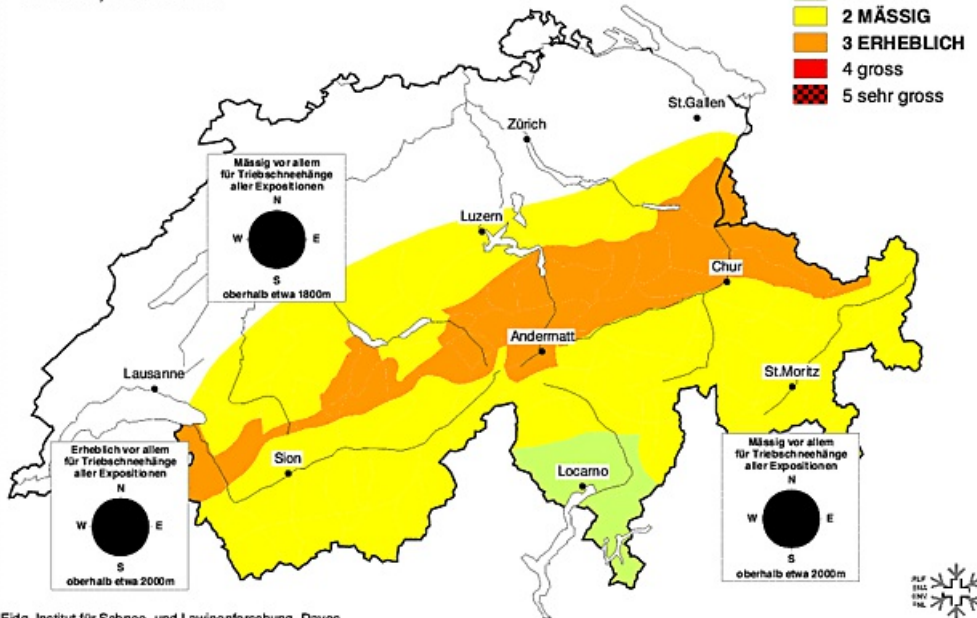 2 MÄSSIG
3 ERHEBLICH
4 gross
5 sehr gross
St.Gallen
Zürich
Mässig vor allem
für Triebschneehänge
aller Expositionen
N
W E
S
oberhalb etwa 1800m
Luzern
Chur
Andermatt
Lausanne
St.Moritz
Erheblich vor allem
für Triebschneehänge
aller Expositionen
N
W E
S
oberhalb etwa 2000m
Sion
Locarno
Mässig vor allem
für Triebschneehänge
aller Expositionen
N
W E
S
oberhalb etwa 2000m
SLF
Eidg. Institut für Schnee- und Lawinenforschung, Davos